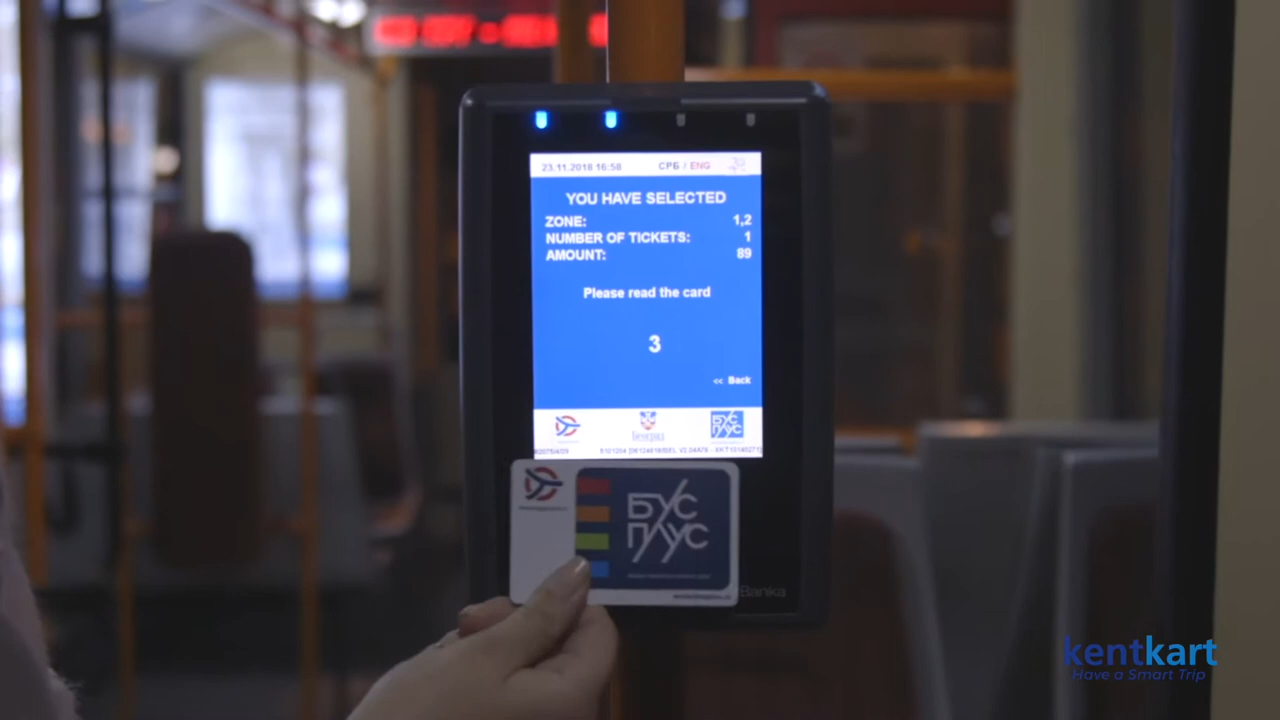 23.11.2018 16:58 СРБ / ENG
YOU HAVE SELECTED
ZONE: 1,2
NUMBER OF TICKETS: 1
AMOUNT: 89
Please read the card
3
<< Back
Београд
БУС
ПЛУС
БУС
ПЛУС
Banka
kentkart
Have a Smart Trip